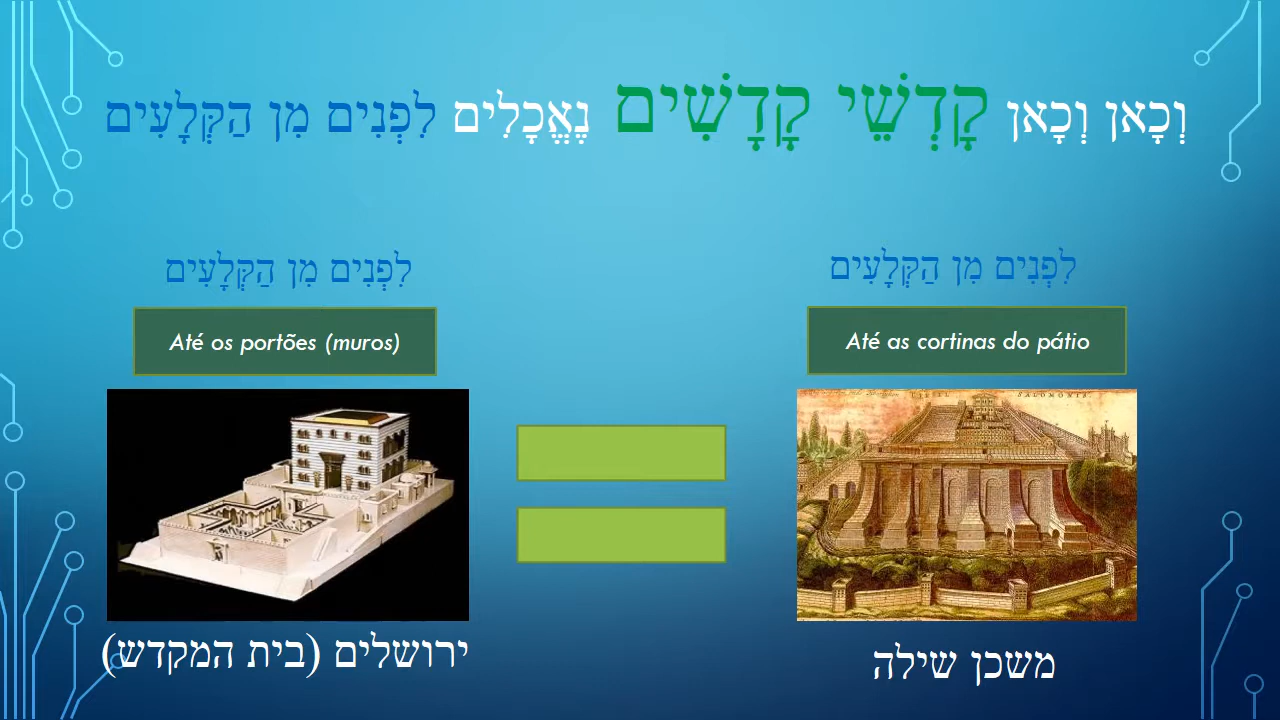 וְכָאן וְכָאן קָדְשֵׁי קָדָשִׁים נֶאֱכָלִים לִפְנִים מִן הַקְּלָעִים
לִפְנִים מִן הַקְּלָעִים
לִפְנִים מִן הַקְּלָעִים
Até as cortinas do pátio
Até os portões (muros)
SALOMONIS.
משכן שילה
ירושלים (בית המקדש)